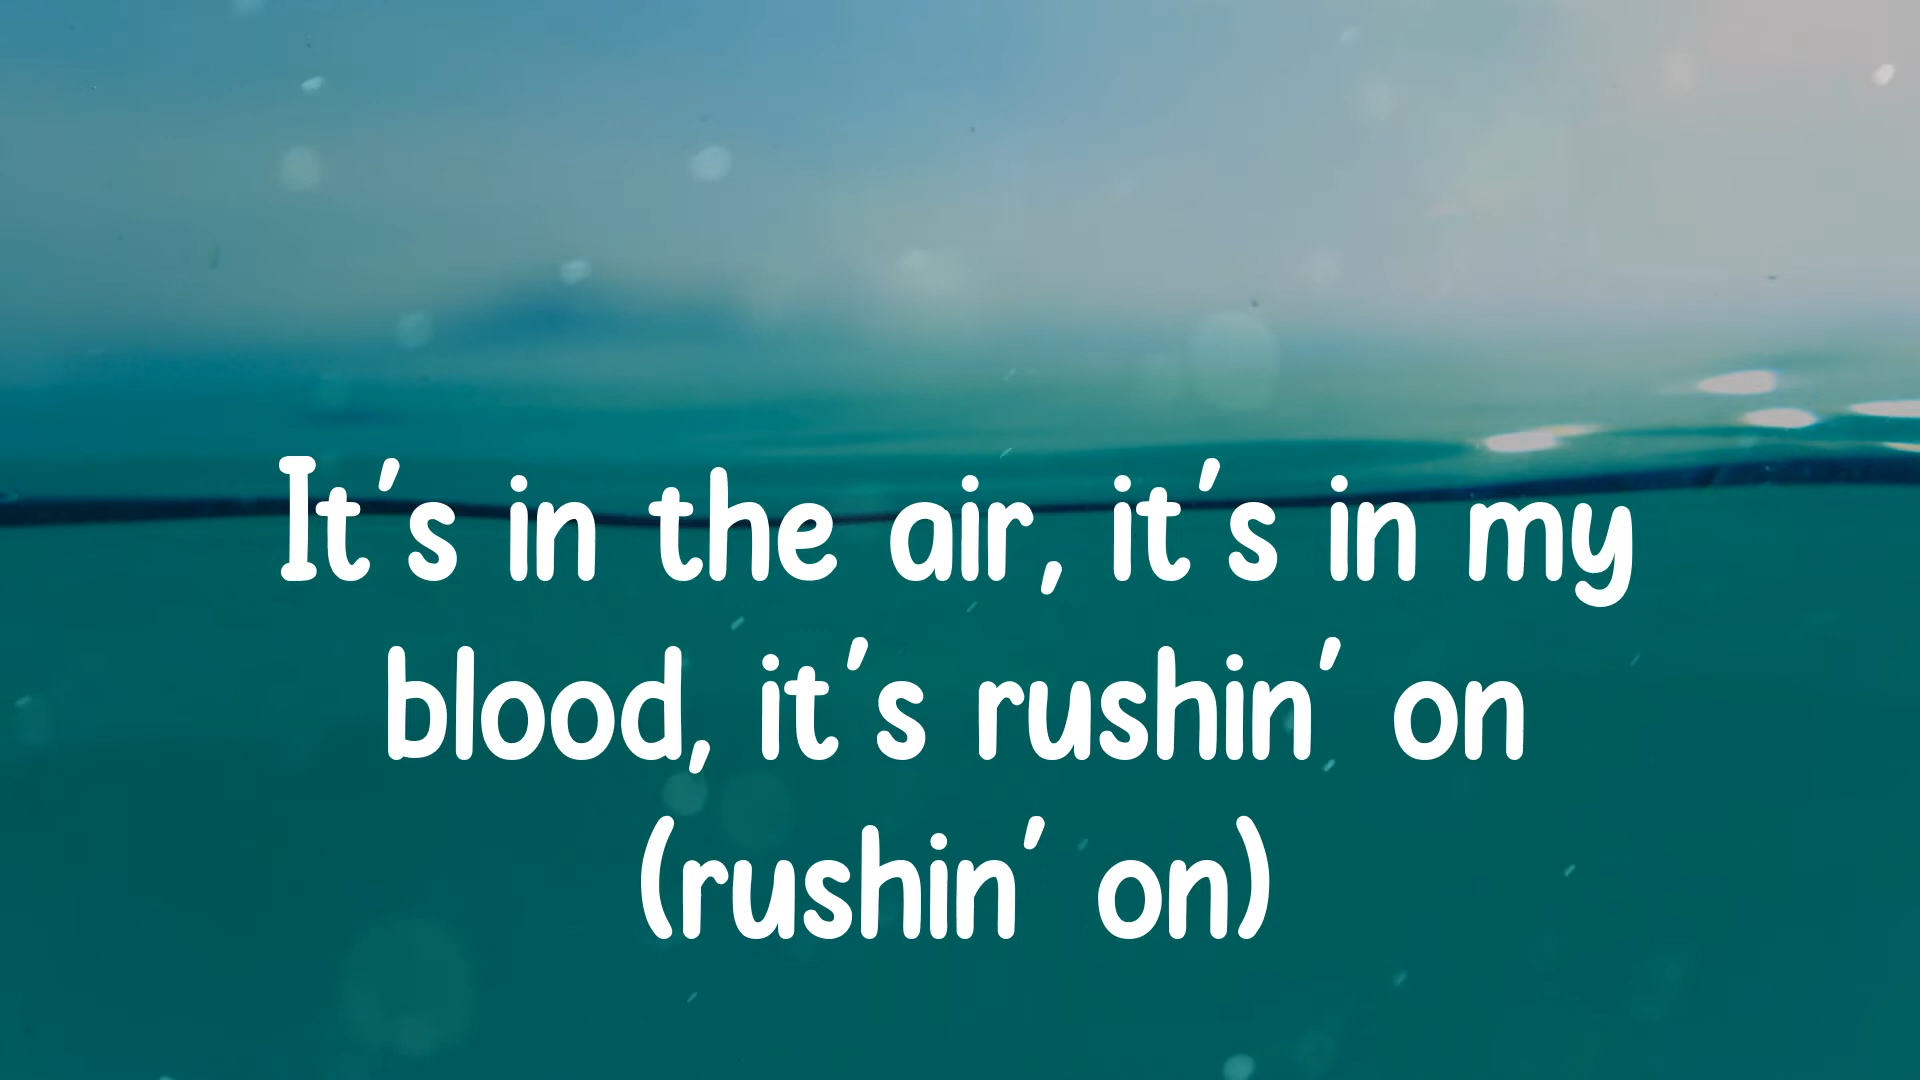 It's in the air, it's in my
blood, it's rushin' on
(rushin' on)